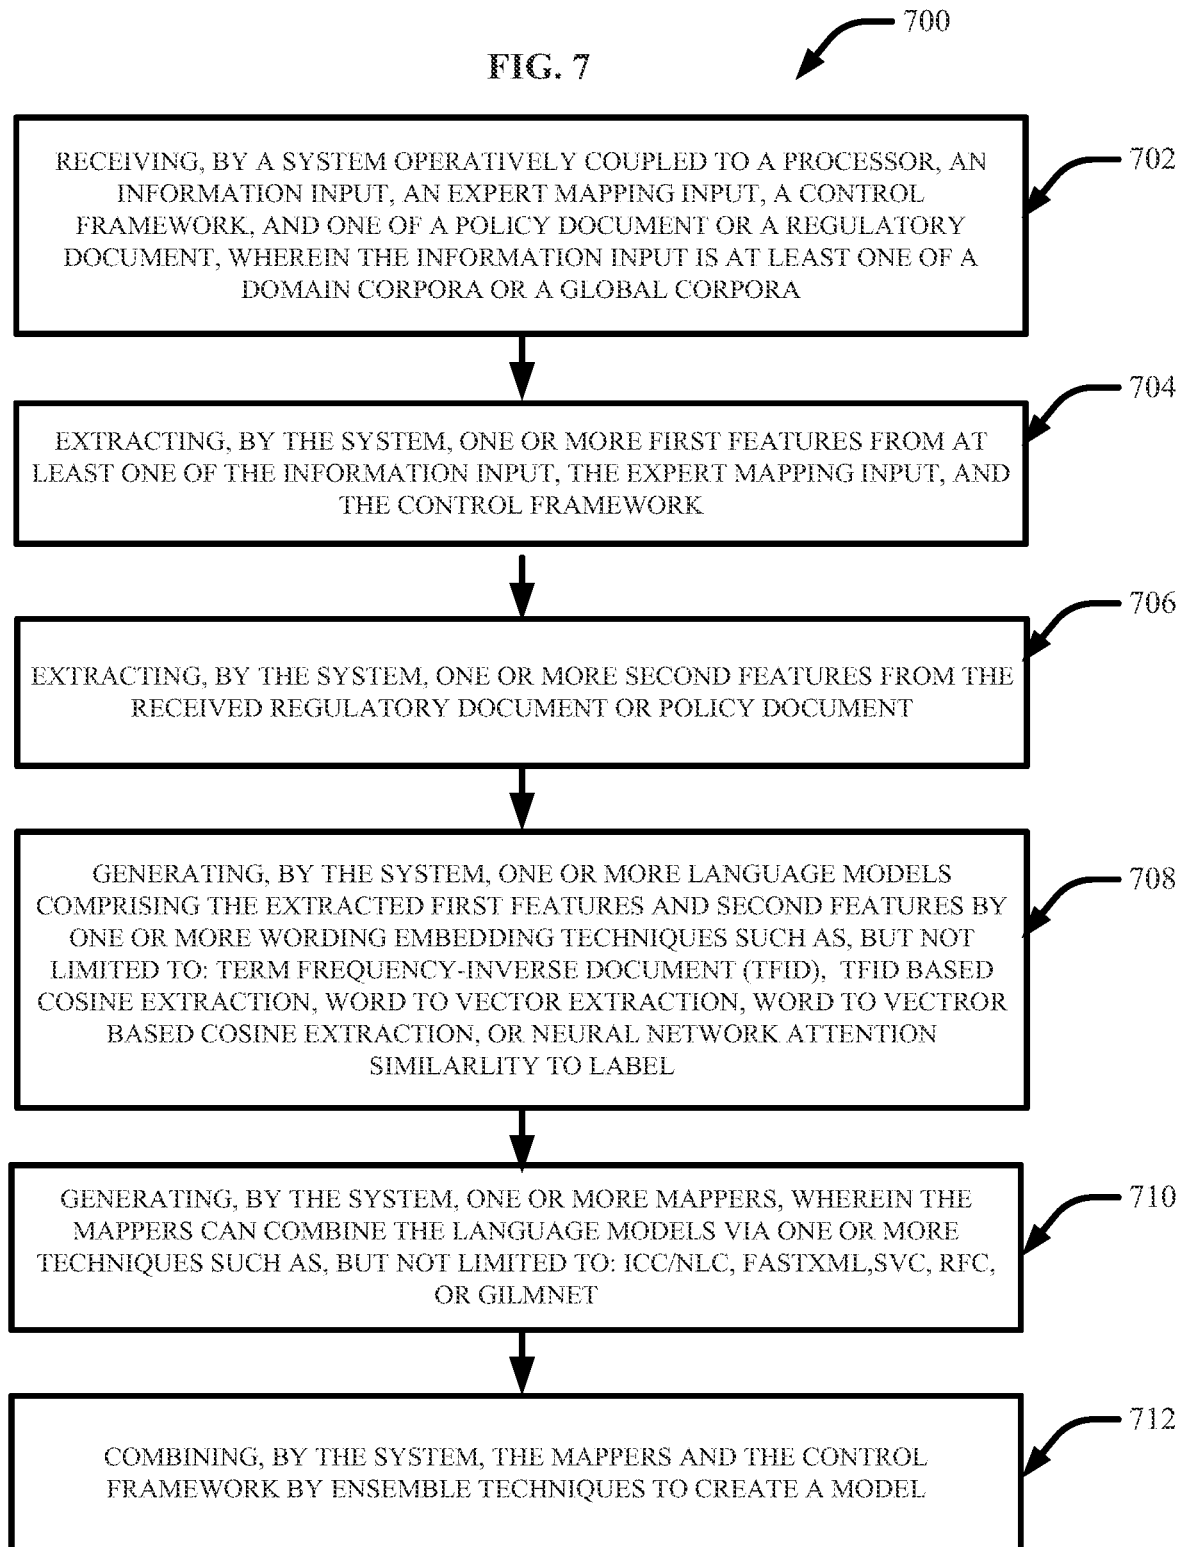 700
FIG. 7
RECEIVING, BY A SYSTEM OPERATIVELY COUPLED TO A PROCESSOR, AN
INFORMATION INPUT, AN EXPERT MAPPING INPUT, A CONTROL
FRAMEWORK, AND ONE OF A POLICY DOCUMENT OR A REGULATORY
DOCUMENT, WHEREIN THE INFORMATION INPUT IS AT LEAST ONE OF A
DOMAIN CORPORA OR A GLOBAL CORPORA
702
EXTRACTING, BY THE SYSTEM, ONE OR MORE FIRST FEATURES FROM AT
LEAST ONE OF THE INFORMATION INPUT, THE EXPERT MAPPING INPUT, AND
THE CONTROL FRAMEWORK
704
EXTRACTING, BY THE SYSTEM, ONE OR MORE SECOND FEATURES FROM THE
RECEIVED REGULATORY DOCUMENT OR POLICY DOCUMENT
706
GENERATING, BY THE SYSTEM, ONE OR MORE LANGUAGE MODELS
COMPRISING THE EXTRACTED FIRST FEATURES AND SECOND FEATURES BY
ONE OR MORE WORDING EMBEDDING TECHNIQUES SUCH AS, BUT NOT
LIMITED TO: TERM FREQUENCY-INVERSE DOCUMENT (TFID), TFID BASED
COSINE EXTRACTION, WORD TO VECTOR EXTRACTION, WORD TO VECTROR
BASED COSINE EXTRACTION, OR NEURAL NETWORK ATTENTION
SIMILARLITY TO LABEL
708
GENERATING, BY THE SYSTEM, ONE OR MORE MAPPERS, WHEREIN THE
MAPPERS CAN COMBINE THE LANGUAGE MODELS VIA ONE OR MORE
TECHNIQUES SUCH AS, BUT NOT LIMITED TO: ICC/NLC, FASTXML,SVC, RFC,
OR GILMNET
710
COMBINING, BY THE SYSTEM, THE MAPPERS AND THE CONTROL
FRAMEWORK BY ENSEMBLE TECHNIQUES TO CREATE A MODEL
712